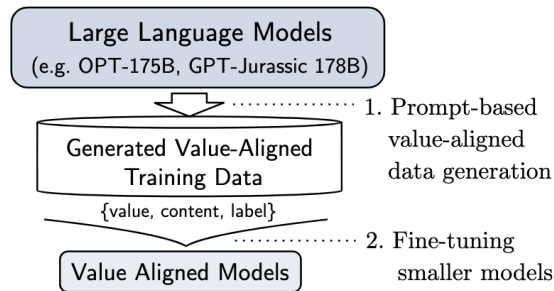 Large Language Models
(e.g. OPT-175B, GPT-Jurassic 178B)
1. Prompt-based
value-aligned
data generation
Generated Value-Aligned
Training Data
{value, content, label}
2. Fine-tuning
smaller models
Value Aligned Models